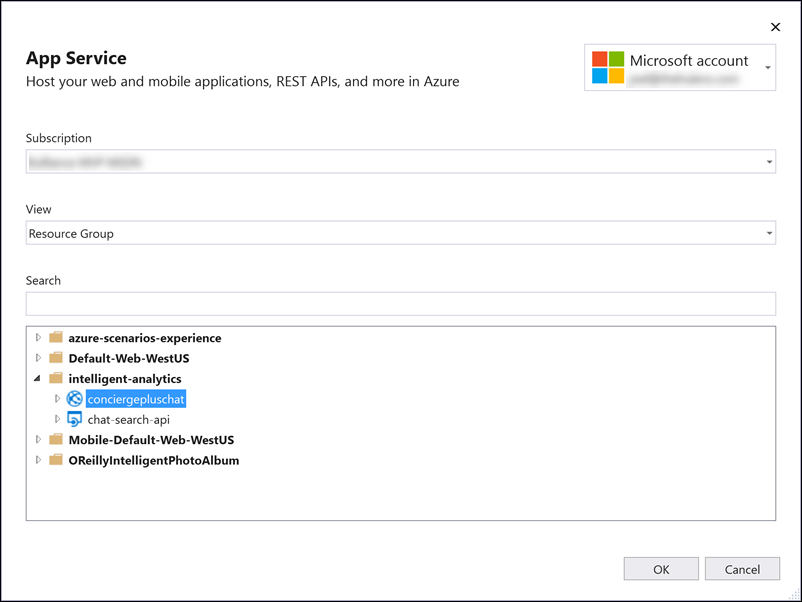 App Service
Host your web and mobile applications, REST APIs, and more in Azure
Microsoft account
Subscription
View
Resource Group
Search
azure-scenarios-experience
Default-Web-WestUS
intelligent-analytics
conciergepluschat
chat-search-api
Mobile-Default-Web-WestUS
OReillyIntelligentPhotoAlbum
OK
Cancel